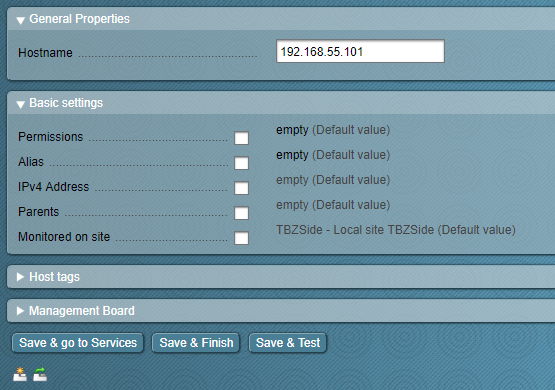 General Properties
Hostname 192.168.55.101
Basic settings
Permissions empty (Default value)
Alias empty (Default value)
IPv4 Address empty (Default value)
Parents empty (Default value)
Monitored on site TBZSide - Local site TBZSide (Default value)
Host tags
Management Board
Save & go to Services Save & Finish Save & Test